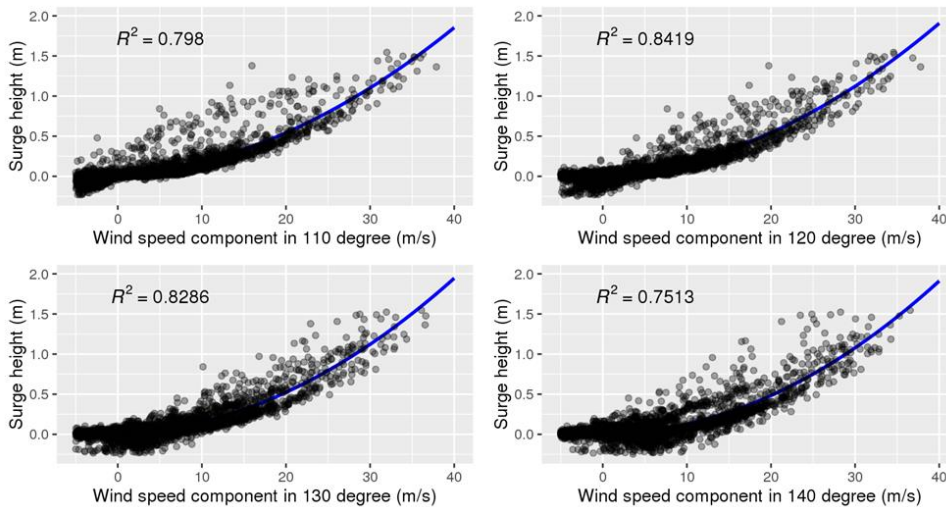 R² = 0.798
2.0
1.5
1.0
0.5
0.0
Surge height (m)
0 10 20 30 40
Wind speed component in 110 degree (m/s)
R² = 0.8419
2.0
1.5
1.0
0.5
0.0
Surge height (m)
0 10 20 30 40
Wind speed component in 120 degree (m/s)
R² = 0.8286
2.0
1.5
1.0
0.5
0.0
Surge height (m)
0 10 20 30 40
Wind speed component in 130 degree (m/s)
R² = 0.7513
2.0
1.5
1.0
0.5
0.0
Surge height (m)
0 10 20 30 40
Wind speed component in 140 degree (m/s)